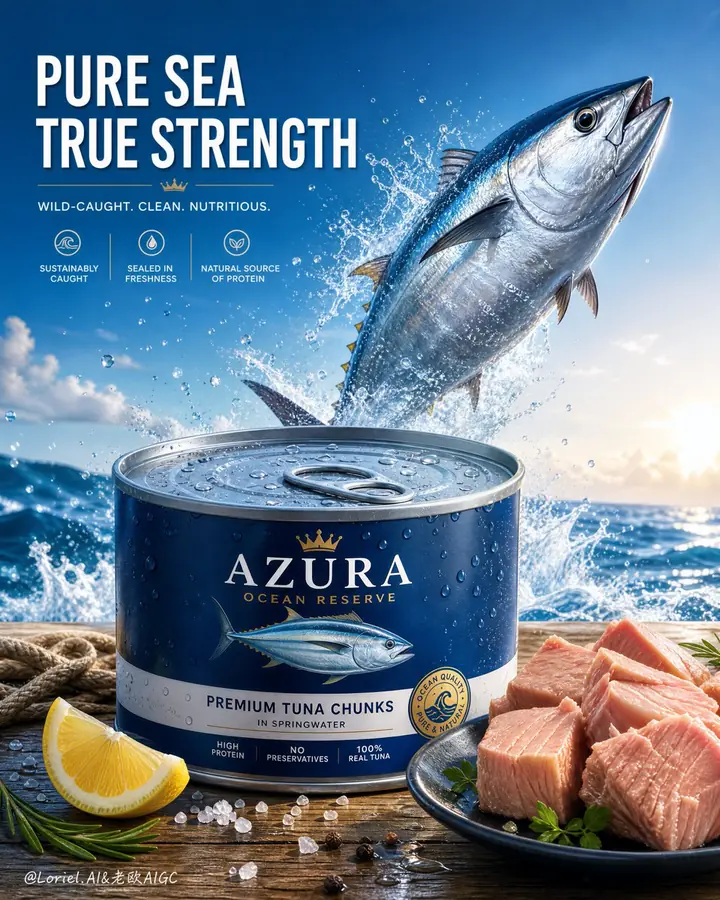 PURE SEA
TRUE STRENGTH
WILD-CAUGHT. CLEAN. NUTRITIOUS.
SUSTAINABLY
CAUGHT
SEALED IN
FRESHNESS
NATURAL SOURCE
OF PROTEIN
AZURA
OCEAN RESERVE
PREMIUM TUNA CHUNKS
IN SPRINGWATER
OCEAN QUALITY
PURE & NATURAL
HIGH
PROTEIN
NO
PRESERVATIVES
100%
REAL TUNA
@Loriel.AI&老欧AIGC